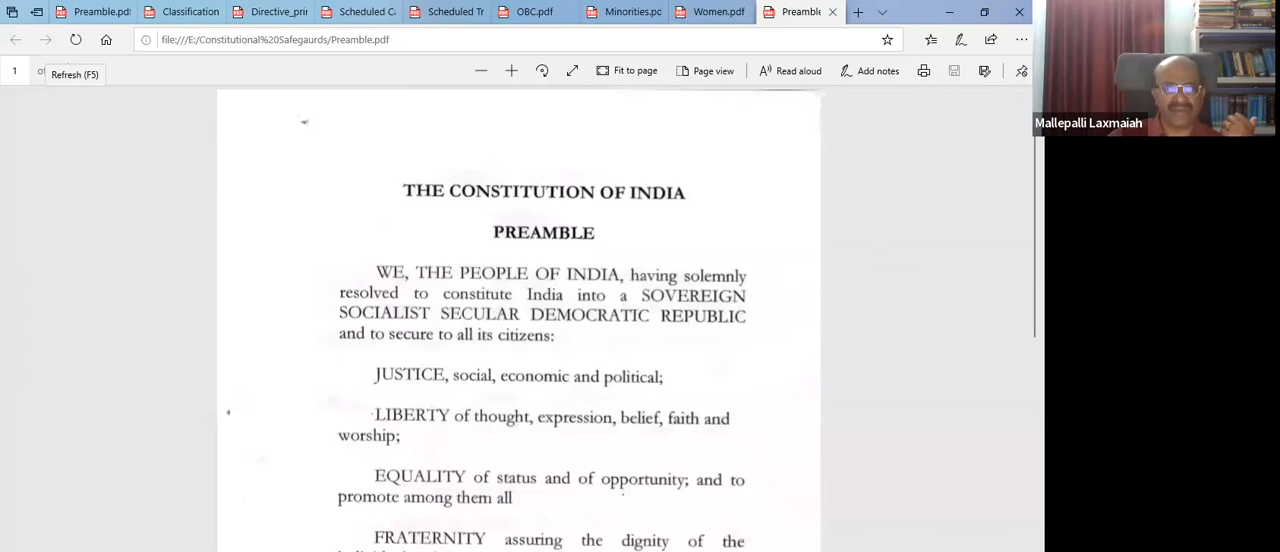 Preamble.pdf
Classification
Directive_prin
Scheduled Ca
Scheduled Tr
OBC.pdf
Minorities.pd
Women.pdf
Preamble
file:///E:/Constitutional%20Safegaurds/Preamble.pdf
1
Refresh (F5)
Fit to page
Page view
Read aloud
Add notes
Mallepalli Laxmaiah
THE CONSTITUTION OF INDIA
PREAMBLE
WE, THE PEOPLE OF INDIA, having solemnly
resolved to constitute India into a SOVEREIGN
SOCIALIST SECULAR DEMOCRATIC REPUBLIC
and to secure to all its citizens:
JUSTICE, social, economic and political;
LIBERTY of thought, expression, belief, faith and
worship;
EQUALITY of status and of opportunity; and to
promote among them all
FRATERNITY assuring the dignity of the